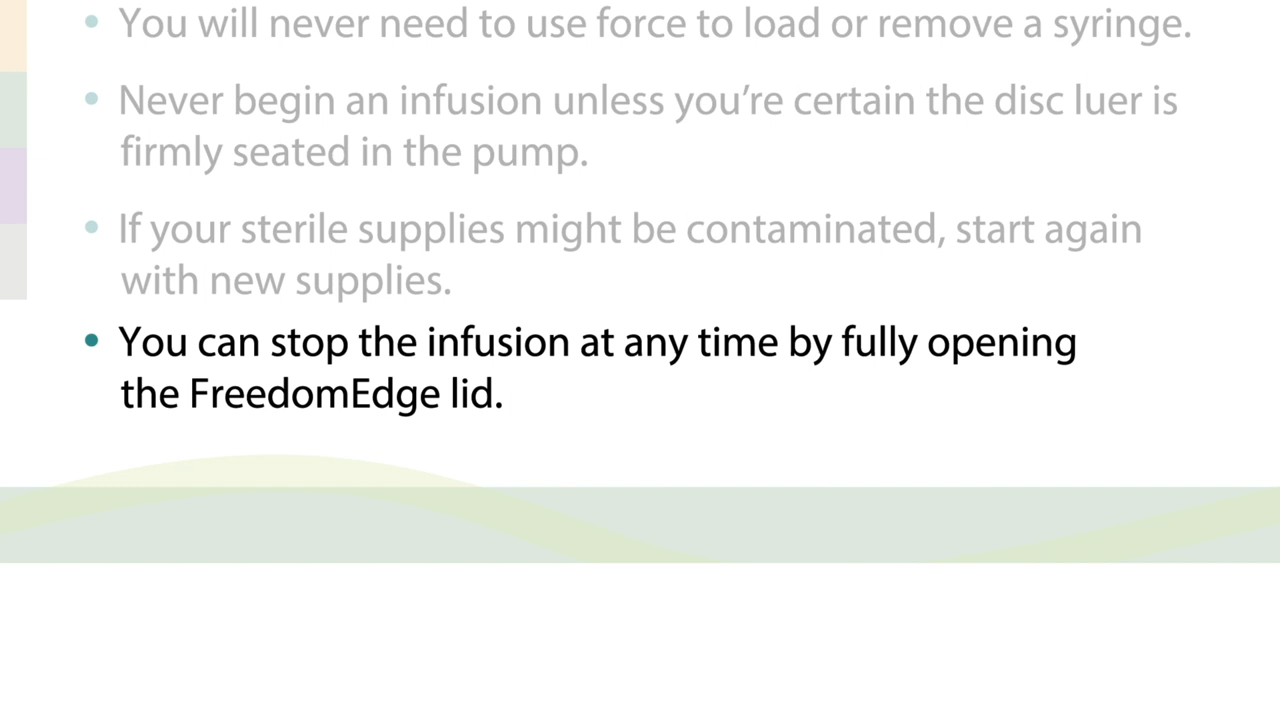 • You will never need to use force to load or remove a syringe.
• Never begin an infusion unless you’re certain the disc luer is
firmly seated in the pump.
• If your sterile supplies might be contaminated, start again
with new supplies.
• You can stop the infusion at any time by fully opening
the FreedomEdge lid.